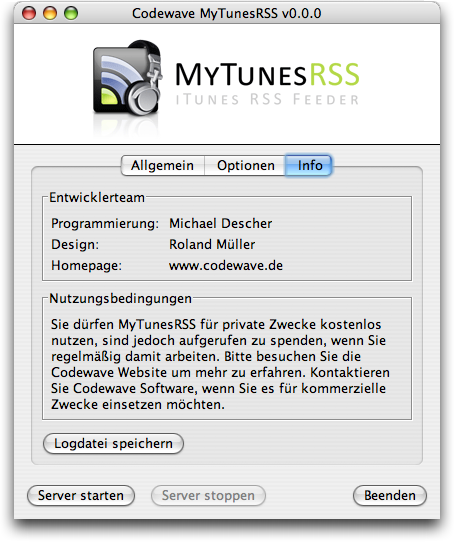 Codewave MyTunesRSS v0.0.0
MyTunesRSS
iTunes RSS Feeder
Allgemein Optionen Info
Entwicklerteam
Programmierung: Michael Descher
Design: Roland Müller
Homepage: www.codewave.de
Nutzungsbedingungen
Sie dürfen MyTunesRSS für private Zwecke kostenlos
nutzen, sind jedoch aufgerufen zu spenden, wenn Sie
regelmäßig damit arbeiten. Bitte besuchen Sie die
Codewave Website um mehr zu erfahren. Kontaktieren
Sie Codewave Software, wenn Sie es für kommerzielle
Zwecke einsetzen möchten.
Logdatei speichern
Server starten Server stoppen Beenden